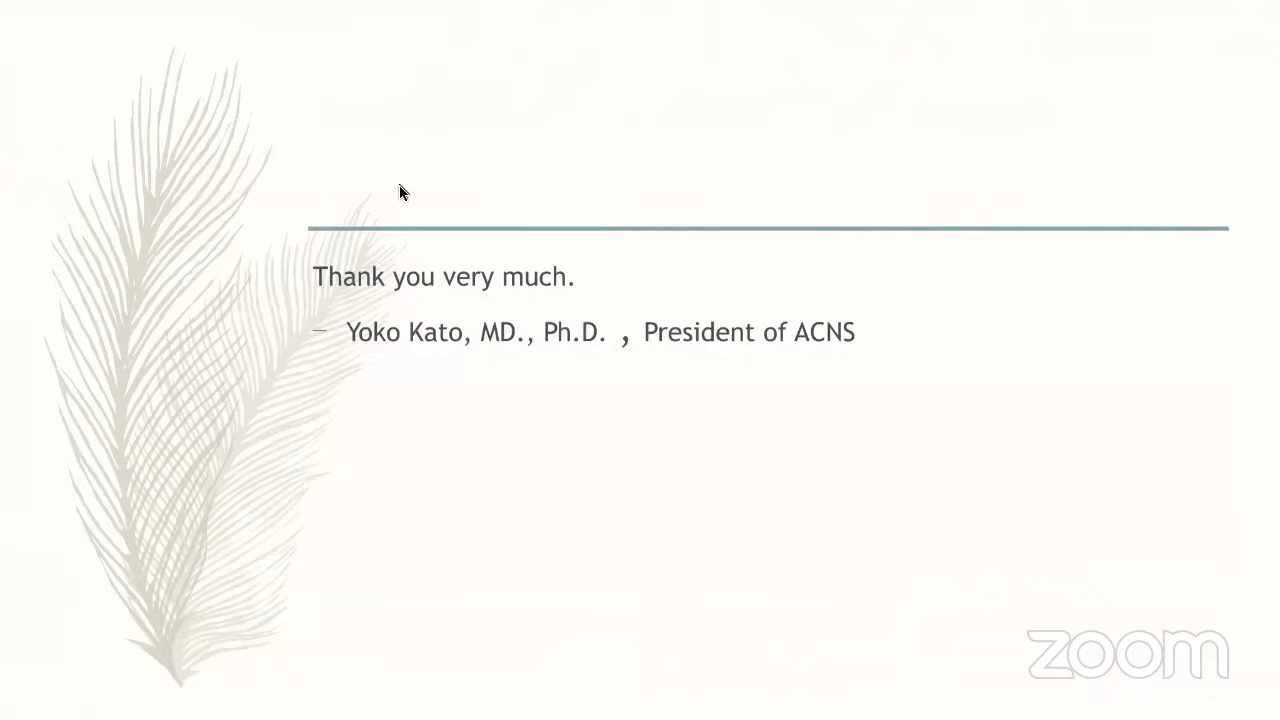 Thank you very much.
– Yoko Kato, MD., Ph.D. , President of ACNS
zoom